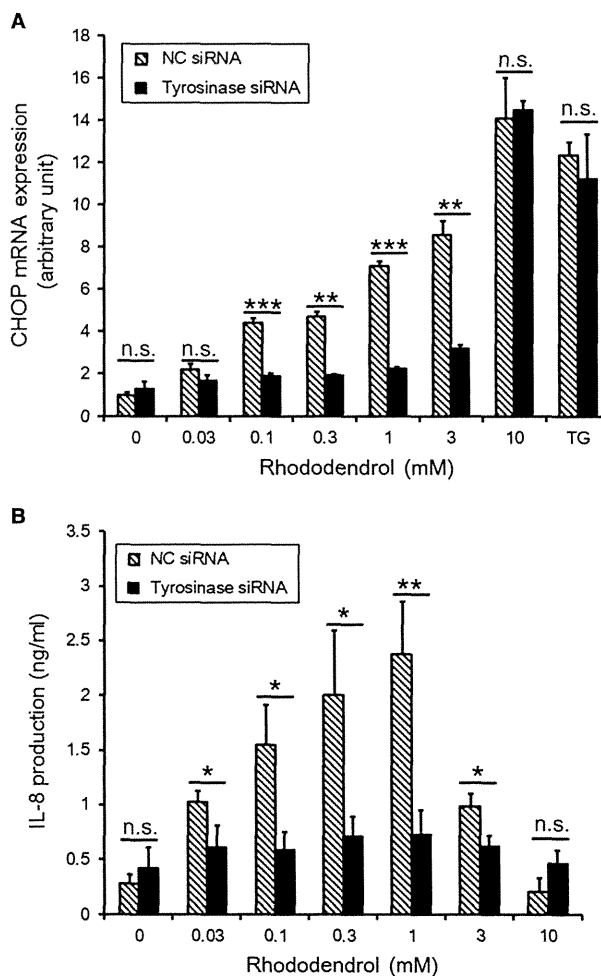 A
NC siRNA
Tyrosinase siRNA
CHOP mRNA expression
(arbitrary unit)
18
16
14
12
10
8
6
4
2
0
n.s.
n.s.
***
**
***
**
n.s.
n.s.
0 0.03 0.1 0.3 1 3 10 TG
Rhododendrol (mM)
B
NC siRNA
Tyrosinase siRNA
IL-8 production (ng/ml)
3.5
3
2.5
2
1.5
1
0.5
0
n.s.
*
*
*
**
*
n.s.
0 0.03 0.1 0.3 1 3 10
Rhododendrol (mM)